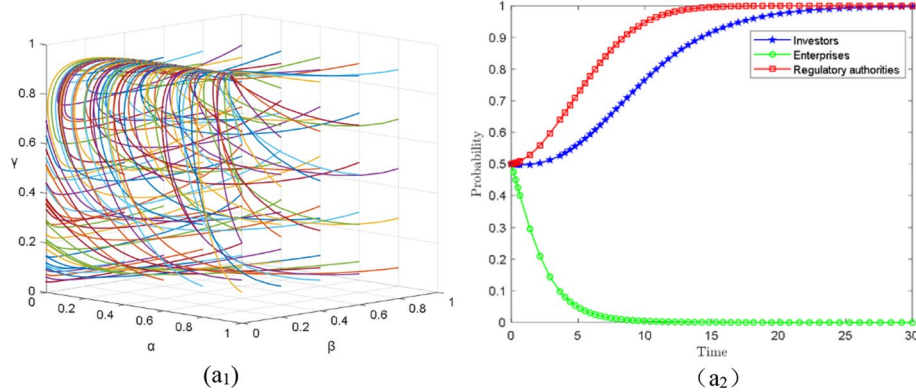 1
0.8
0.6
γ
0.4
0.2
0
0
0.2
0.4
α
0.6
0.8
1
0
0.2
0.4
β
0.6
0.8
1
(a1)
1
0.9
0.8
0.7
0.6
0.5
0.4
0.3
0.2
0.1
0
Probability
Investors
Enterprises
Regulatory authorities
0 5 10 15 20 25 30
Time
(a2)